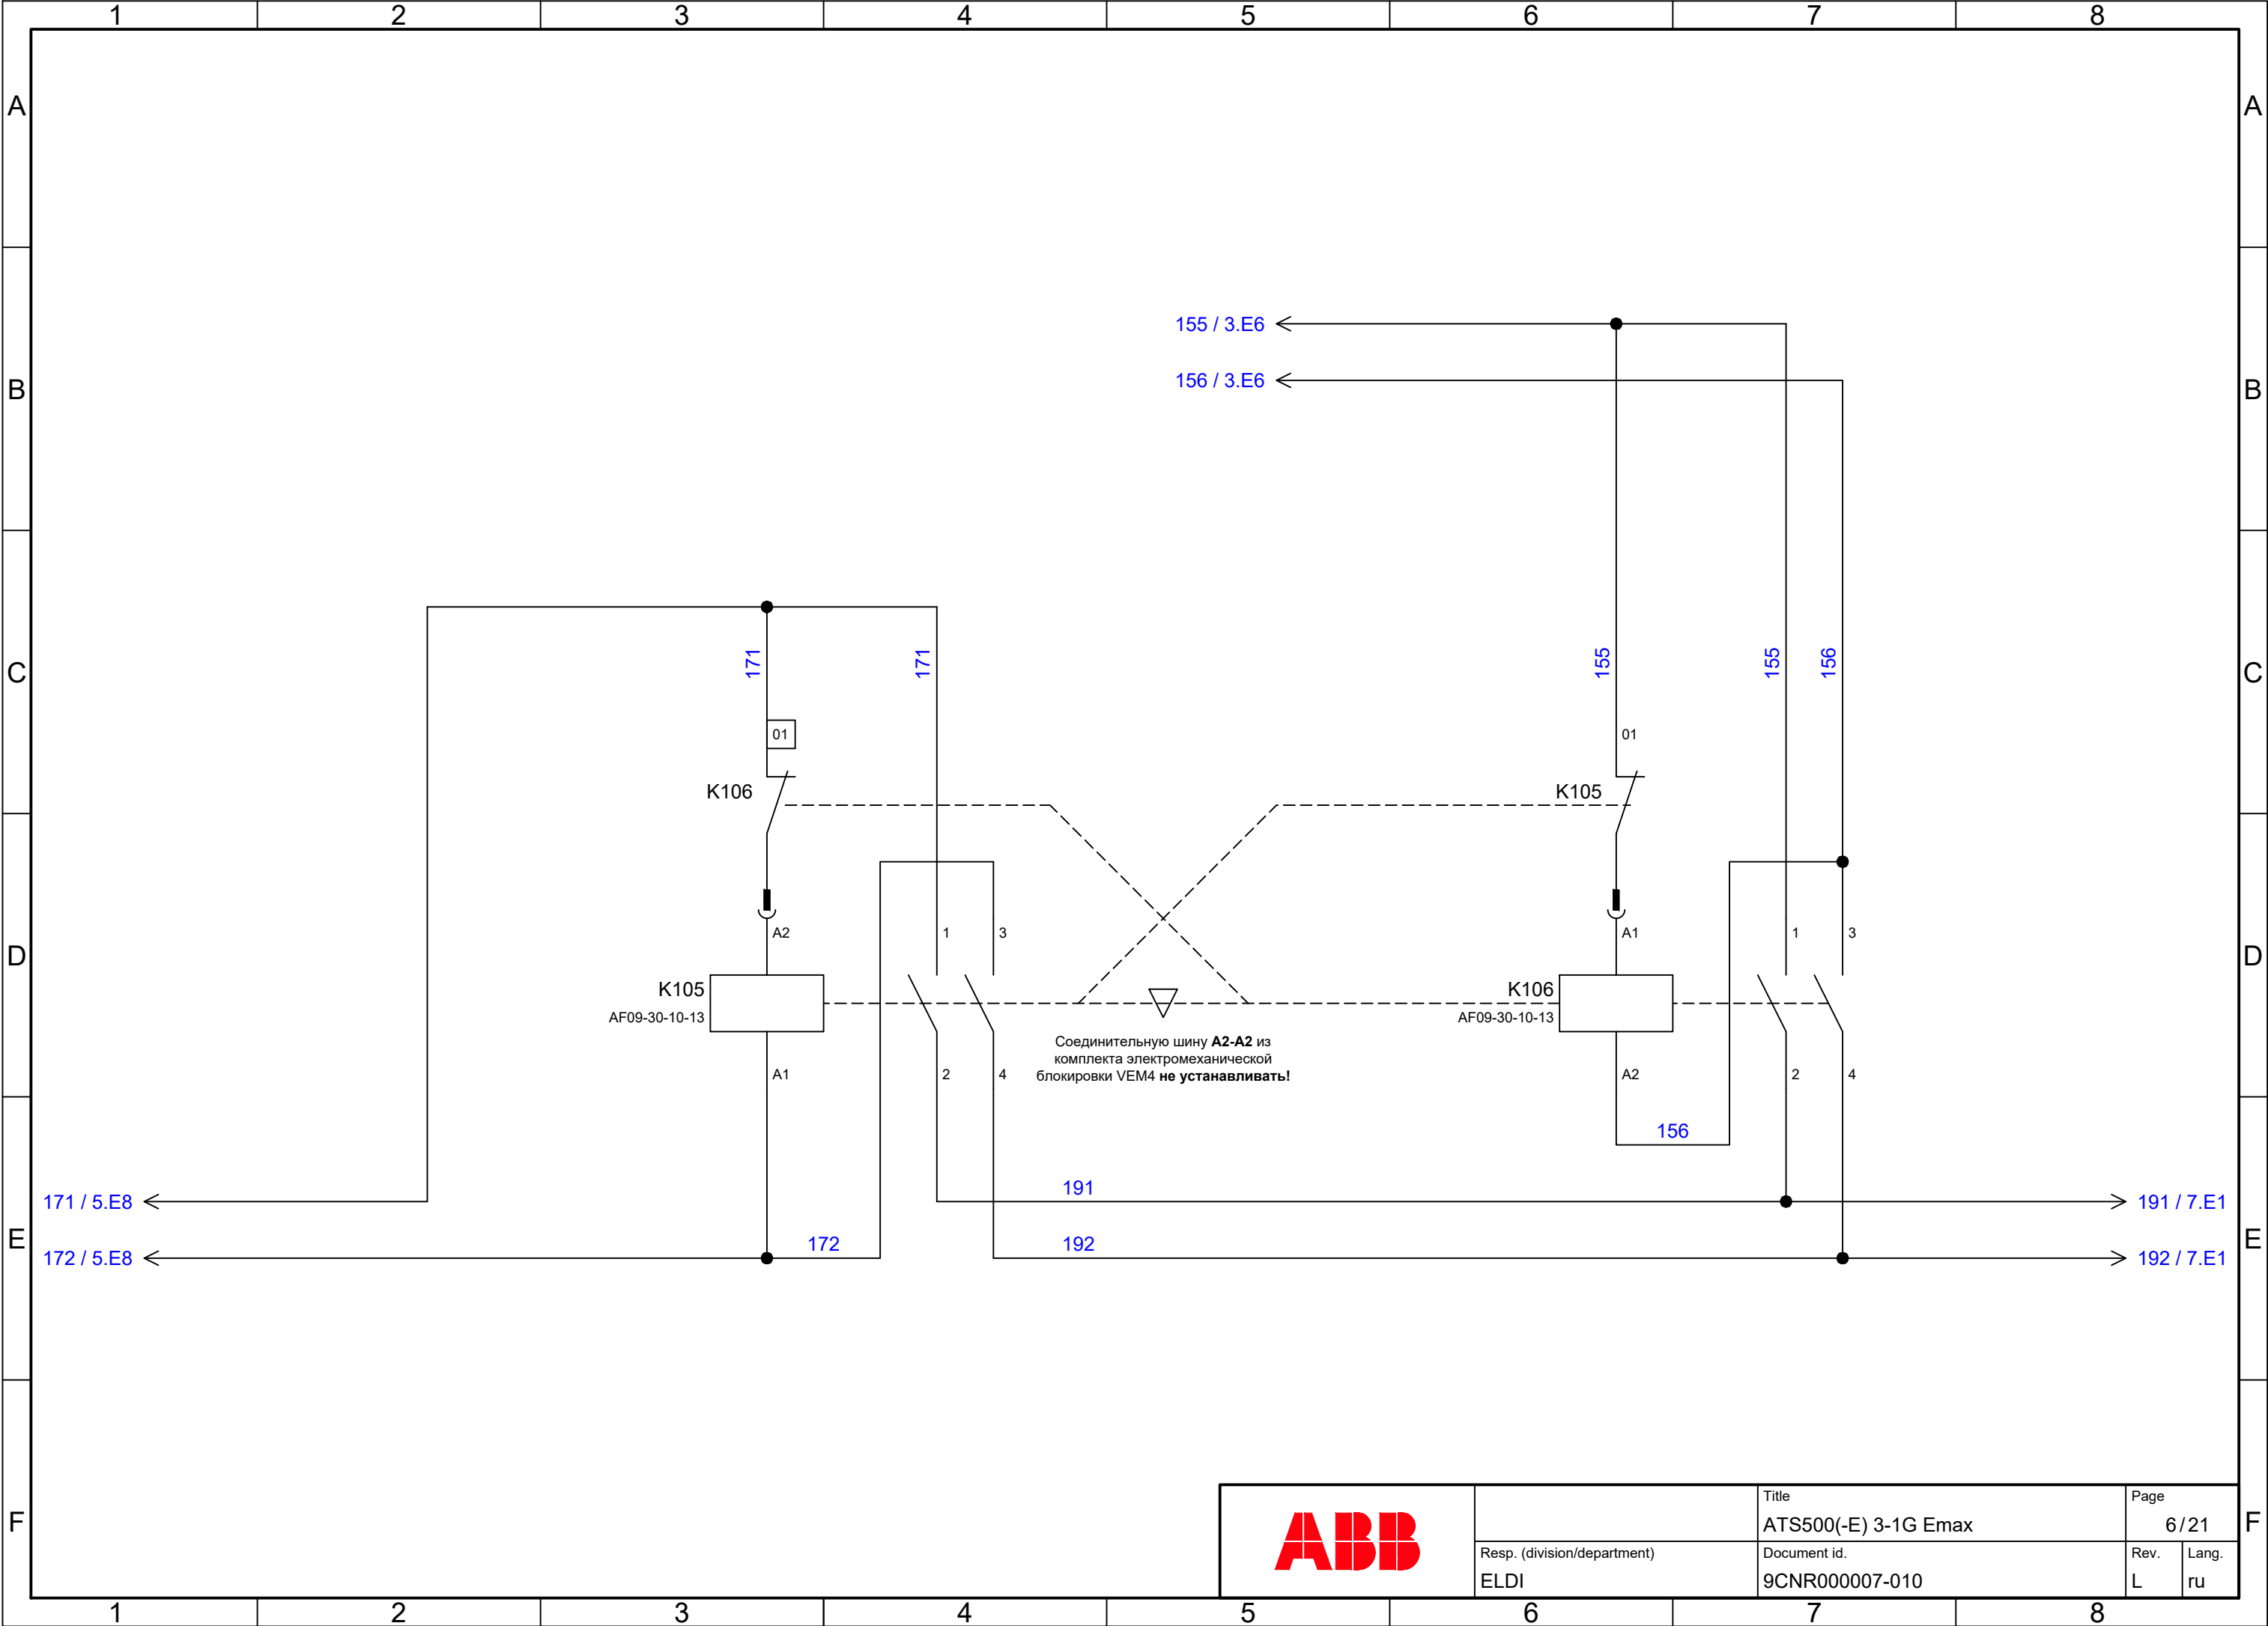 1 2 3 4 5 6 7 8
A A
155 / 3.E6
B B
156 / 3.E6
171 171 155 155 156
C C
01 01
K106 K105
A2 1 3 A1 1 3
D D
K105 K106
AF09-30-10-13 AF09-30-10-13
Соединительную шину A2-A2 из
комплекта электромеханической
блокировки VEM4 не устанавливать!
A1 2 4 A2 2 4
156
191
171 / 5.E8 191 / 7.E1
E E
172 192
172 / 5.E8 192 / 7.E1
F F
ABB
Title
ATS500(-E) 3-1G Emax
Page
6/21
Resp. (division/department)
ELDI
Document id.
9CNR000007-010
Rev.
L
Lang.
ru
1 2 3 4 5 6 7 8